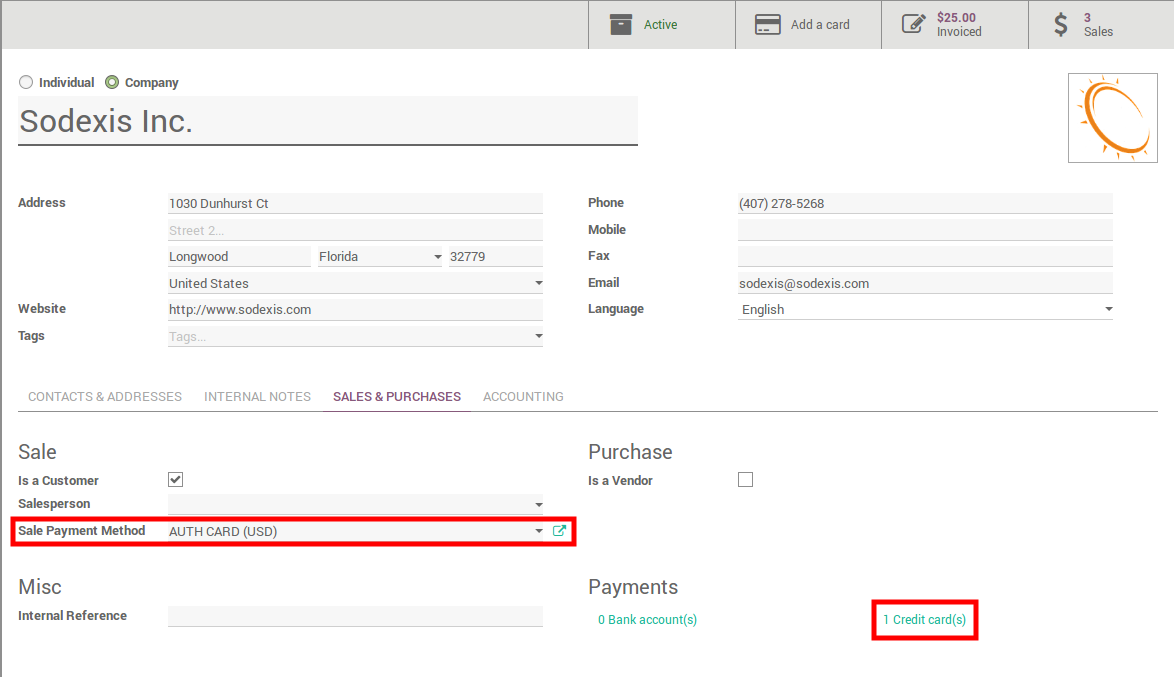 Active
Add a card
$25.00
Invoiced
3
Sales
Individual Company
Sodexis Inc.
Address 1030 Dunhurst Ct Phone (407) 278-5268
Street 2... Mobile
Longwood Florida 32779 Fax
United States Email sodexis@sodexis.com
Website http://www.sodexis.com Language English
Tags Tags...
CONTACTS & ADDRESSES INTERNAL NOTES SALES & PURCHASES ACCOUNTING
Sale Purchase
Is a Customer Is a Vendor
Salesperson
Sale Payment Method AUTH CARD (USD)
Misc Payments
Internal Reference 0 Bank account(s) 1 Credit card(s)